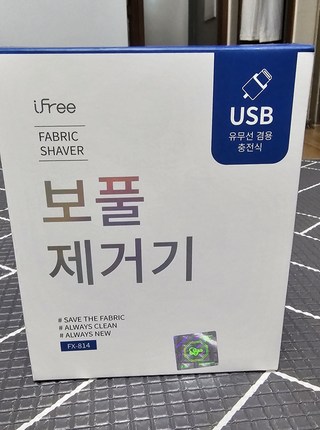 iFree
FABRIC
SHAVER
USB
유무선 겸용
충전식
보풀
제거기
# SAVE THE FABRIC
# ALWAYS CLEAN
# ALWAYS NEW
FX-814